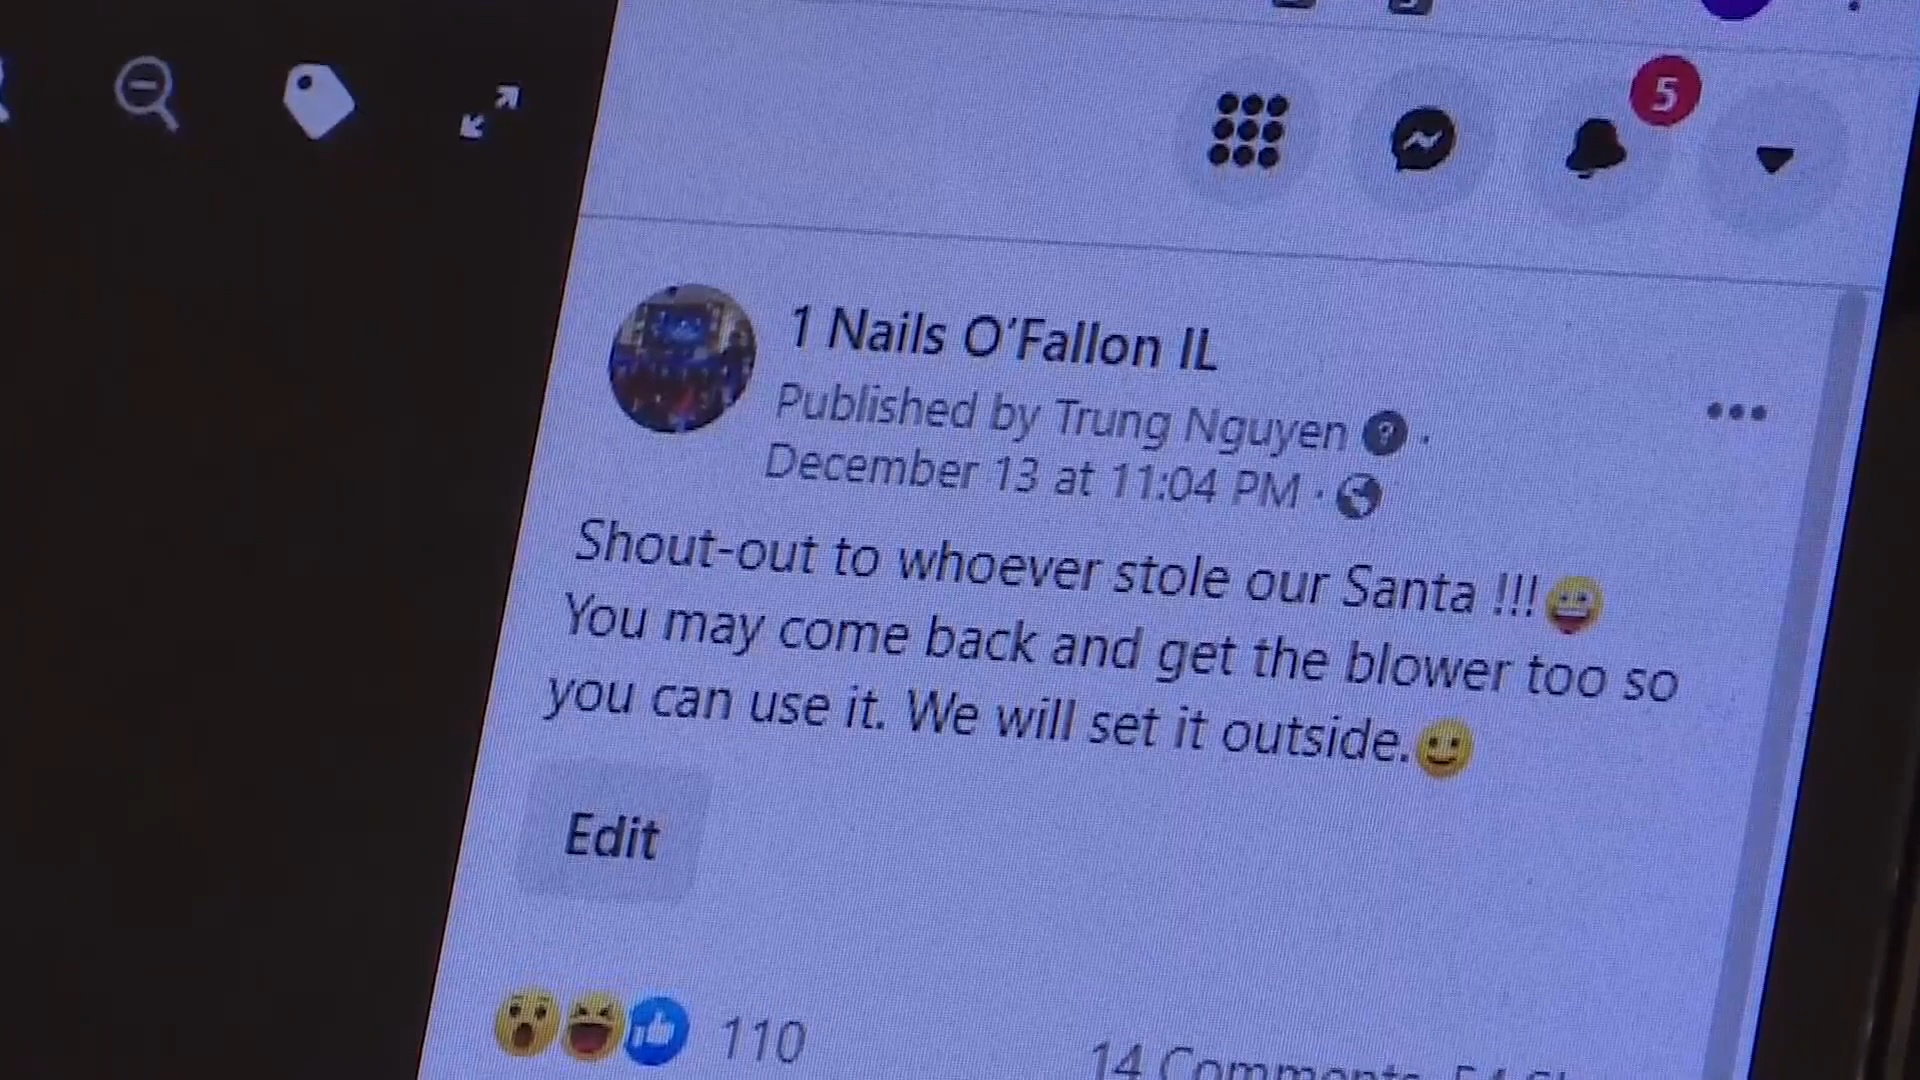 5
1 Nails O'Fallon IL
Published by Trung Nguyen
December 13 at 11:04 PM ·
Shout-out to whoever stole our Santa !!!
You may come back and get the blower too so
you can use it. We will set it outside.
Edit
110
14 Comments 54